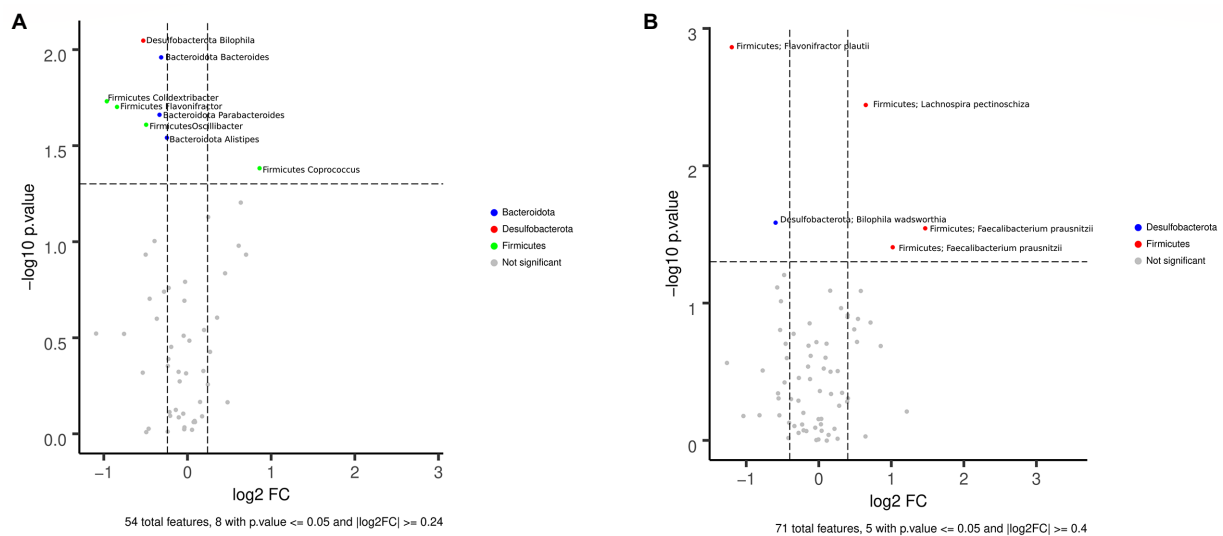 A
2.0
1.5
1.0
0.5
0.0
−log10 p.value
Desulfobacterota Bilophila
Bacteroidota Bacteroides
Firmicutes Colidextribacter
Firmicutes Flavonifractor
Bacteroidota Parabacteroides
FirmicutesOscillibacter
Bacteroidota Alistipes
Firmicutes Coprococcus
−1 0 1 2 3
log2 FC
Bacteroidota
Desulfobacterota
Firmicutes
Not significant
54 total features, 8 with p.value <= 0.05 and |log2FC| >= 0.24
B
3
2
1
0
−log10 p.value
Firmicutes; Flavonifractor plautii
Firmicutes; Lachnospira pectinoschiza
Desulfobacterota; Bilophila wadsworthia
Firmicutes; Faecalibacterium prausnitzii
Firmicutes; Faecalibacterium prausnitzii
−1 0 1 2 3
log2 FC
Desulfobacterota
Firmicutes
Not significant
71 total features, 5 with p.value <= 0.05 and |log2FC| >= 0.4